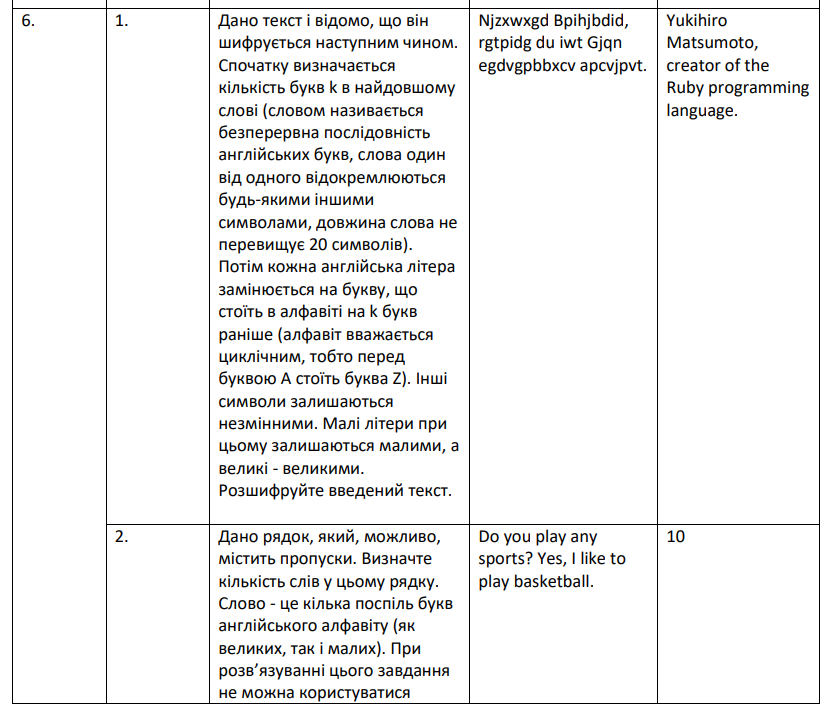 6.
1.
Дано текст і відомо, що він
шифрується наступним чином.
Спочатку визначається
кількість букв k в найдовшому
слові (словом називається
безперервна послідовність
англійських букв, слова один
від одного відокремлюються
будь-якими іншими
символами, довжина слова не
перевищує 20 символів).
Потім кожна англійська літера
замінюється на букву, що
стоїть в алфавіті на k букв
раніше (алфавіт вважається
циклічним, тобто перед
буквою A стоїть буква Z). Інші
символи залишаються
незмінними. Малі літери при
цьому залишаються малими, а
великі - великими.
Розшифруйте введений текст.
Njzxwxgd Bpihjbdid,
rgtpidg du iwt Gjqn
egdvgpbbxcv apcvjpvt.
Yukihiro
Matsumoto,
creator of the
Ruby programming
language.
2.
Дано рядок, який, можливо,
містить пропуски. Визначте
кількість слів у цьому рядку.
Слово - це кілька поспіль букв
англійського алфавіту (як
великих, так і малих). При
розв’язуванні цього завдання
не можна користуватися
Do you play any
sports? Yes, I like to
play basketball.
10